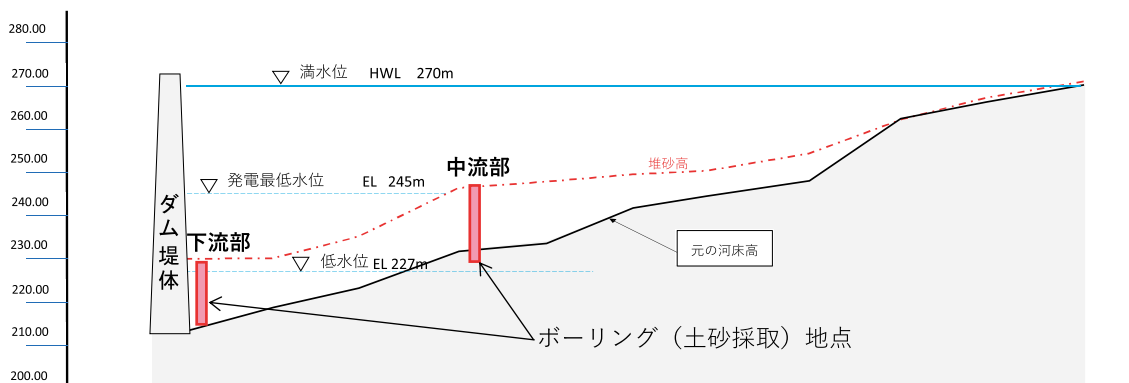 280.00
満水位 HWL 270m
270.00
260.00
中流部
250.00
堆砂高
発電最低水位 EL 245m
240.00
ダム堤体
下流部
230.00
元の河床高
低水位 EL 227m
220.00
210.00
ボーリング（土砂採取）地点
200.00